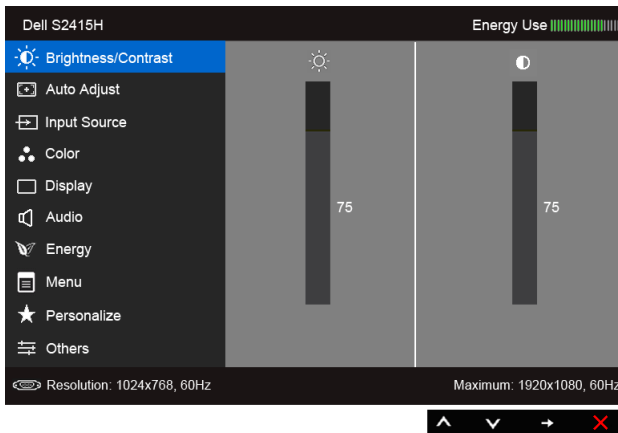 Dell S2415H
Energy Use
Brightness/Contrast
Auto Adjust
Input Source
Color
Display
Audio
Energy
Menu
Personalize
Others
75
75
Resolution: 1024x768, 60Hz
Maximum: 1920x1080, 60Hz